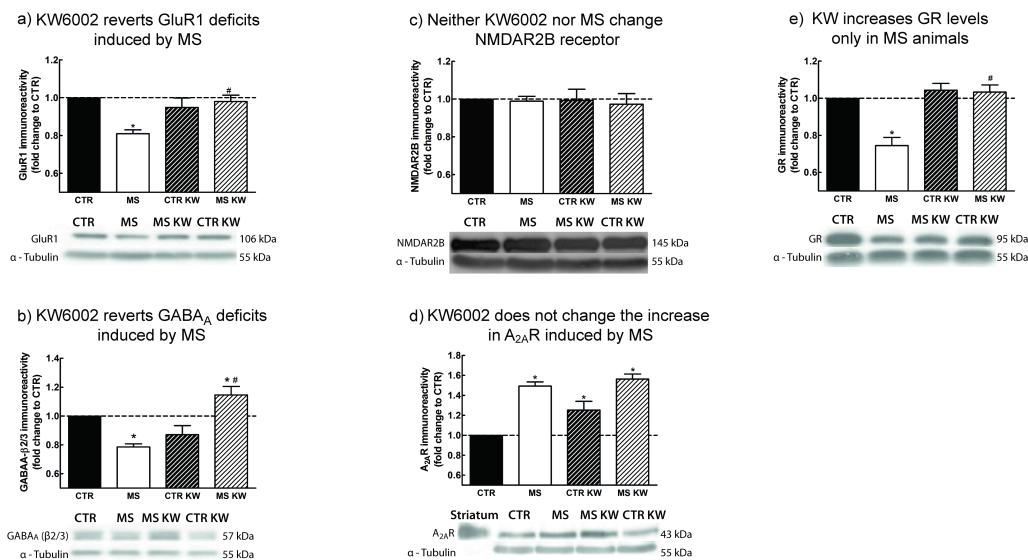 a) KW6002 reverts GluR1 deficits
induced by MS
GluR1 immunoreactivity
(fold change to CTR)
1.2
1.0
0.8
0.6
*
#
CTR MS CTR KW MS KW
CTR MS MS KW CTR KW
GluR1 106 kDa
α - Tubulin 55 kDa
b) KW6002 reverts GABAA deficits
induced by MS
GABAA-β2/3 immunoreactivity
(fold change to CTR)
1.4
1.2
1.0
0.8
0.6
*
* #
CTR MS CTR KW MS KW
CTR MS MS KW CTR KW
GABAA (β2/3) 57 kDa
α - Tubulin 55 kDa
c) Neither KW6002 nor MS change
NMDAR2B receptor
NMDAR2B immunoreactivity
(fold change to CTR)
1.2
1.0
0.8
0.6
CTR MS CTR KW MS KW
CTR MS MS KW CTR KW
NMDAR2B 145 kDa
α - Tubulin 55 kDa
d) KW6002 does not change the increase
in A2AR induced by MS
A2AR immunoreactivity
(fold change to CTR)
1.8
1.6
1.4
1.2
1.0
0.8
0.6
*
*
*
CTR MS CTR KW MS KW
Striatum CTR MS MS KW CTR KW
A2AR 43 kDa
α - Tubulin 55 kDa
e) KW increases GR levels
only in MS animals
GR immunoreactivity
(fold change to CTR)
1.2
1.0
0.8
0.6
*
#
CTR MS CTR KW MS KW
CTR MS MS KW CTR KW
GR 95 kDa
α - Tubulin 55 kDa